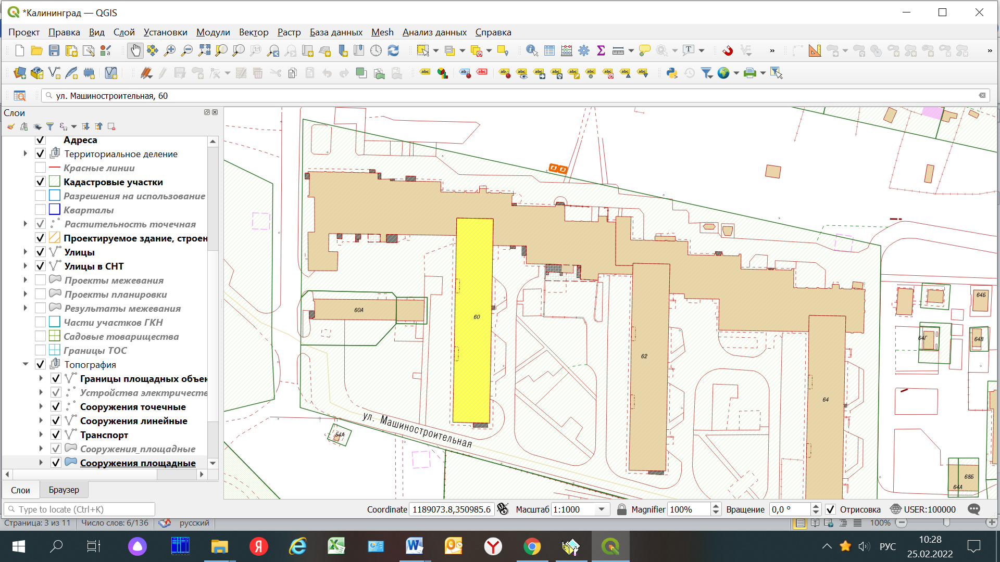 *Калининград — QGIS
Проект Правка Вид Слой Установки Модули Вектор Растр База данных Mesh Анализ данных Справка
ул. Машиностроительная, 60
Слои
Адреса
Территориальное деление
Красные линии
Кадастровые участки
Разрешения на использование
Кварталы
Растительность точечная
Проектируемое здание, строен
Улицы
Улицы в СНТ
Проекты межевания
Проекты планировки
Результаты межевания
Части участков ГКН
Садовые товарищества
Границы ТОС
Топография
Границы площадных объек
Устройства электричесте
Сооружения точечные
Сооружения линейные
Транспорт
Сооружения_площадные
Сооружения площадные
Слои Браузер
60А
60
62
64
64Б
64Г
64В
54А
68Б
64А
ул. Машиностроительная
Type to locate (Ctrl+K)
Coordinate 1189073.8,350985.6 Масштаб 1:1000 Magnifier 100% Вращение 0,0 ° Отрисовка USER:100000
Страница: 3 из 11 Число слов: 6/136 русский 100%
РУС
10:28
25.02.2022